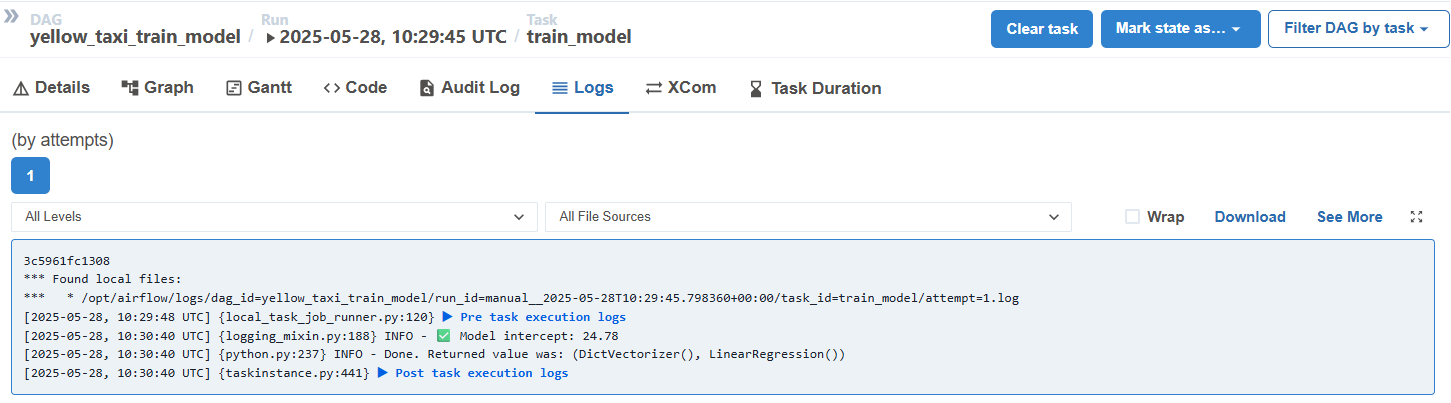 DAG Run Task
yellow_taxi_train_model / ▶ 2025-05-28, 10:29:45 UTC / train_model
Clear task Mark state as... Filter DAG by task
Details Graph Gantt <> Code Audit Log Logs XCom Task Duration
(by attempts)
1
All Levels All File Sources Wrap Download See More
3c5961fc1308
*** Found local files:
***   * /opt/airflow/logs/dag_id=yellow_taxi_train_model/run_id=manual__2025-05-28T10:29:45.798360+00:00/task_id=train_model/attempt=1.log
[2025-05-28, 10:29:48 UTC] {local_task_job_runner.py:120} ▶ Pre task execution logs
[2025-05-28, 10:30:40 UTC] {logging_mixin.py:188} INFO - ✅ Model intercept: 24.78
[2025-05-28, 10:30:40 UTC] {python.py:237} INFO - Done. Returned value was: (DictVectorizer(), LinearRegression())
[2025-05-28, 10:30:40 UTC] {taskinstance.py:441} ▶ Post task execution logs